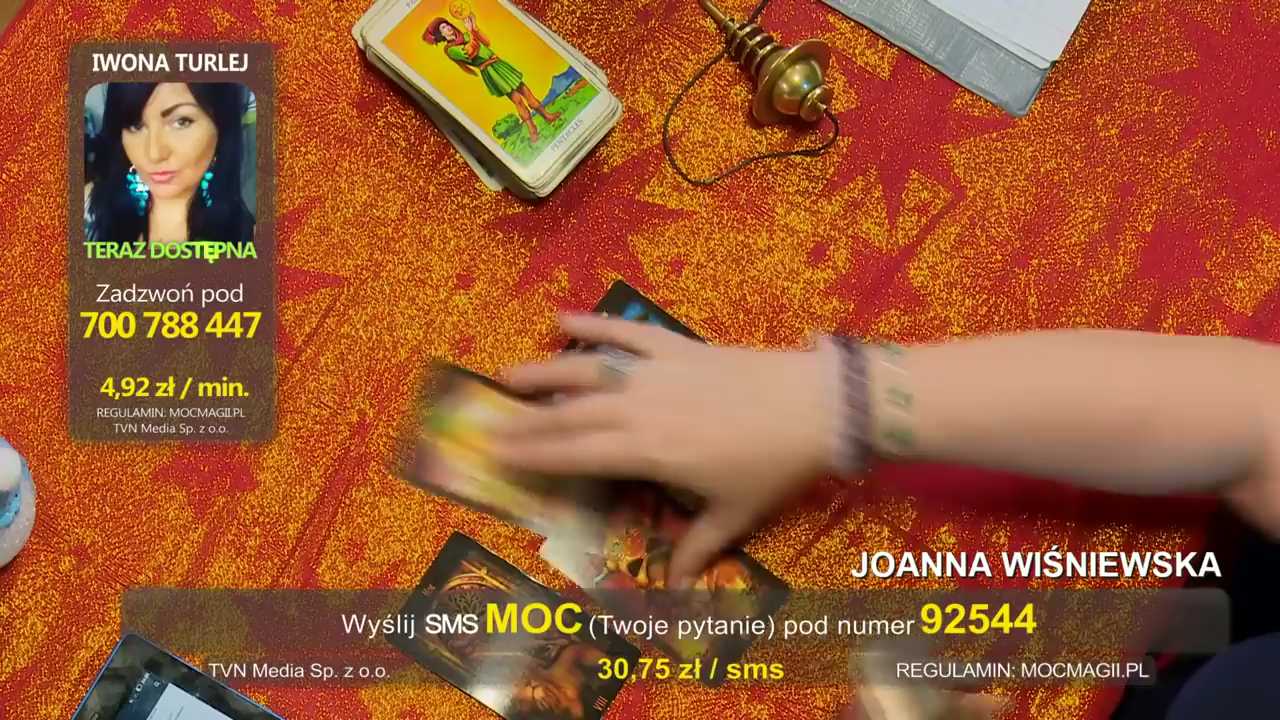 IWONA TURLEJ
TERAZ DOSTĘPNA
Zadzwoń pod
700 788 447
4,92 zł / min.
REGULAMIN: MOCMAGII.PL
TVN Media Sp. z o.o.
PENTACLES
JOANNA WIŚNIEWSKA
Wyślij SMS MOC (Twoje pytanie) pod numer 92544
TVN Media Sp. z o.o. 30,75 zł / sms REGULAMIN: MOCMAGII.PL
VIII